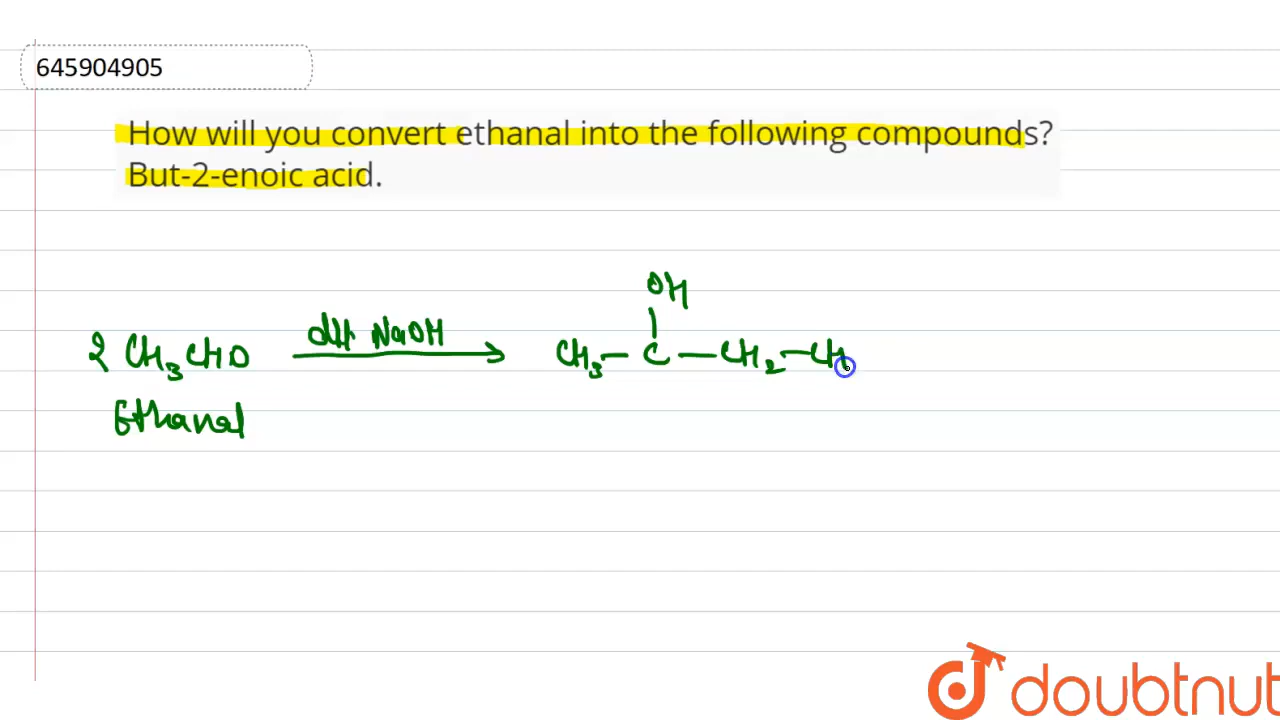 645904905
How will you convert ethanal into the following compounds?
But-2-enoic acid.
OH
2 CH3CHO dil NaOH CH3 - C - CH2 - CH
Ethanal
doubtnut